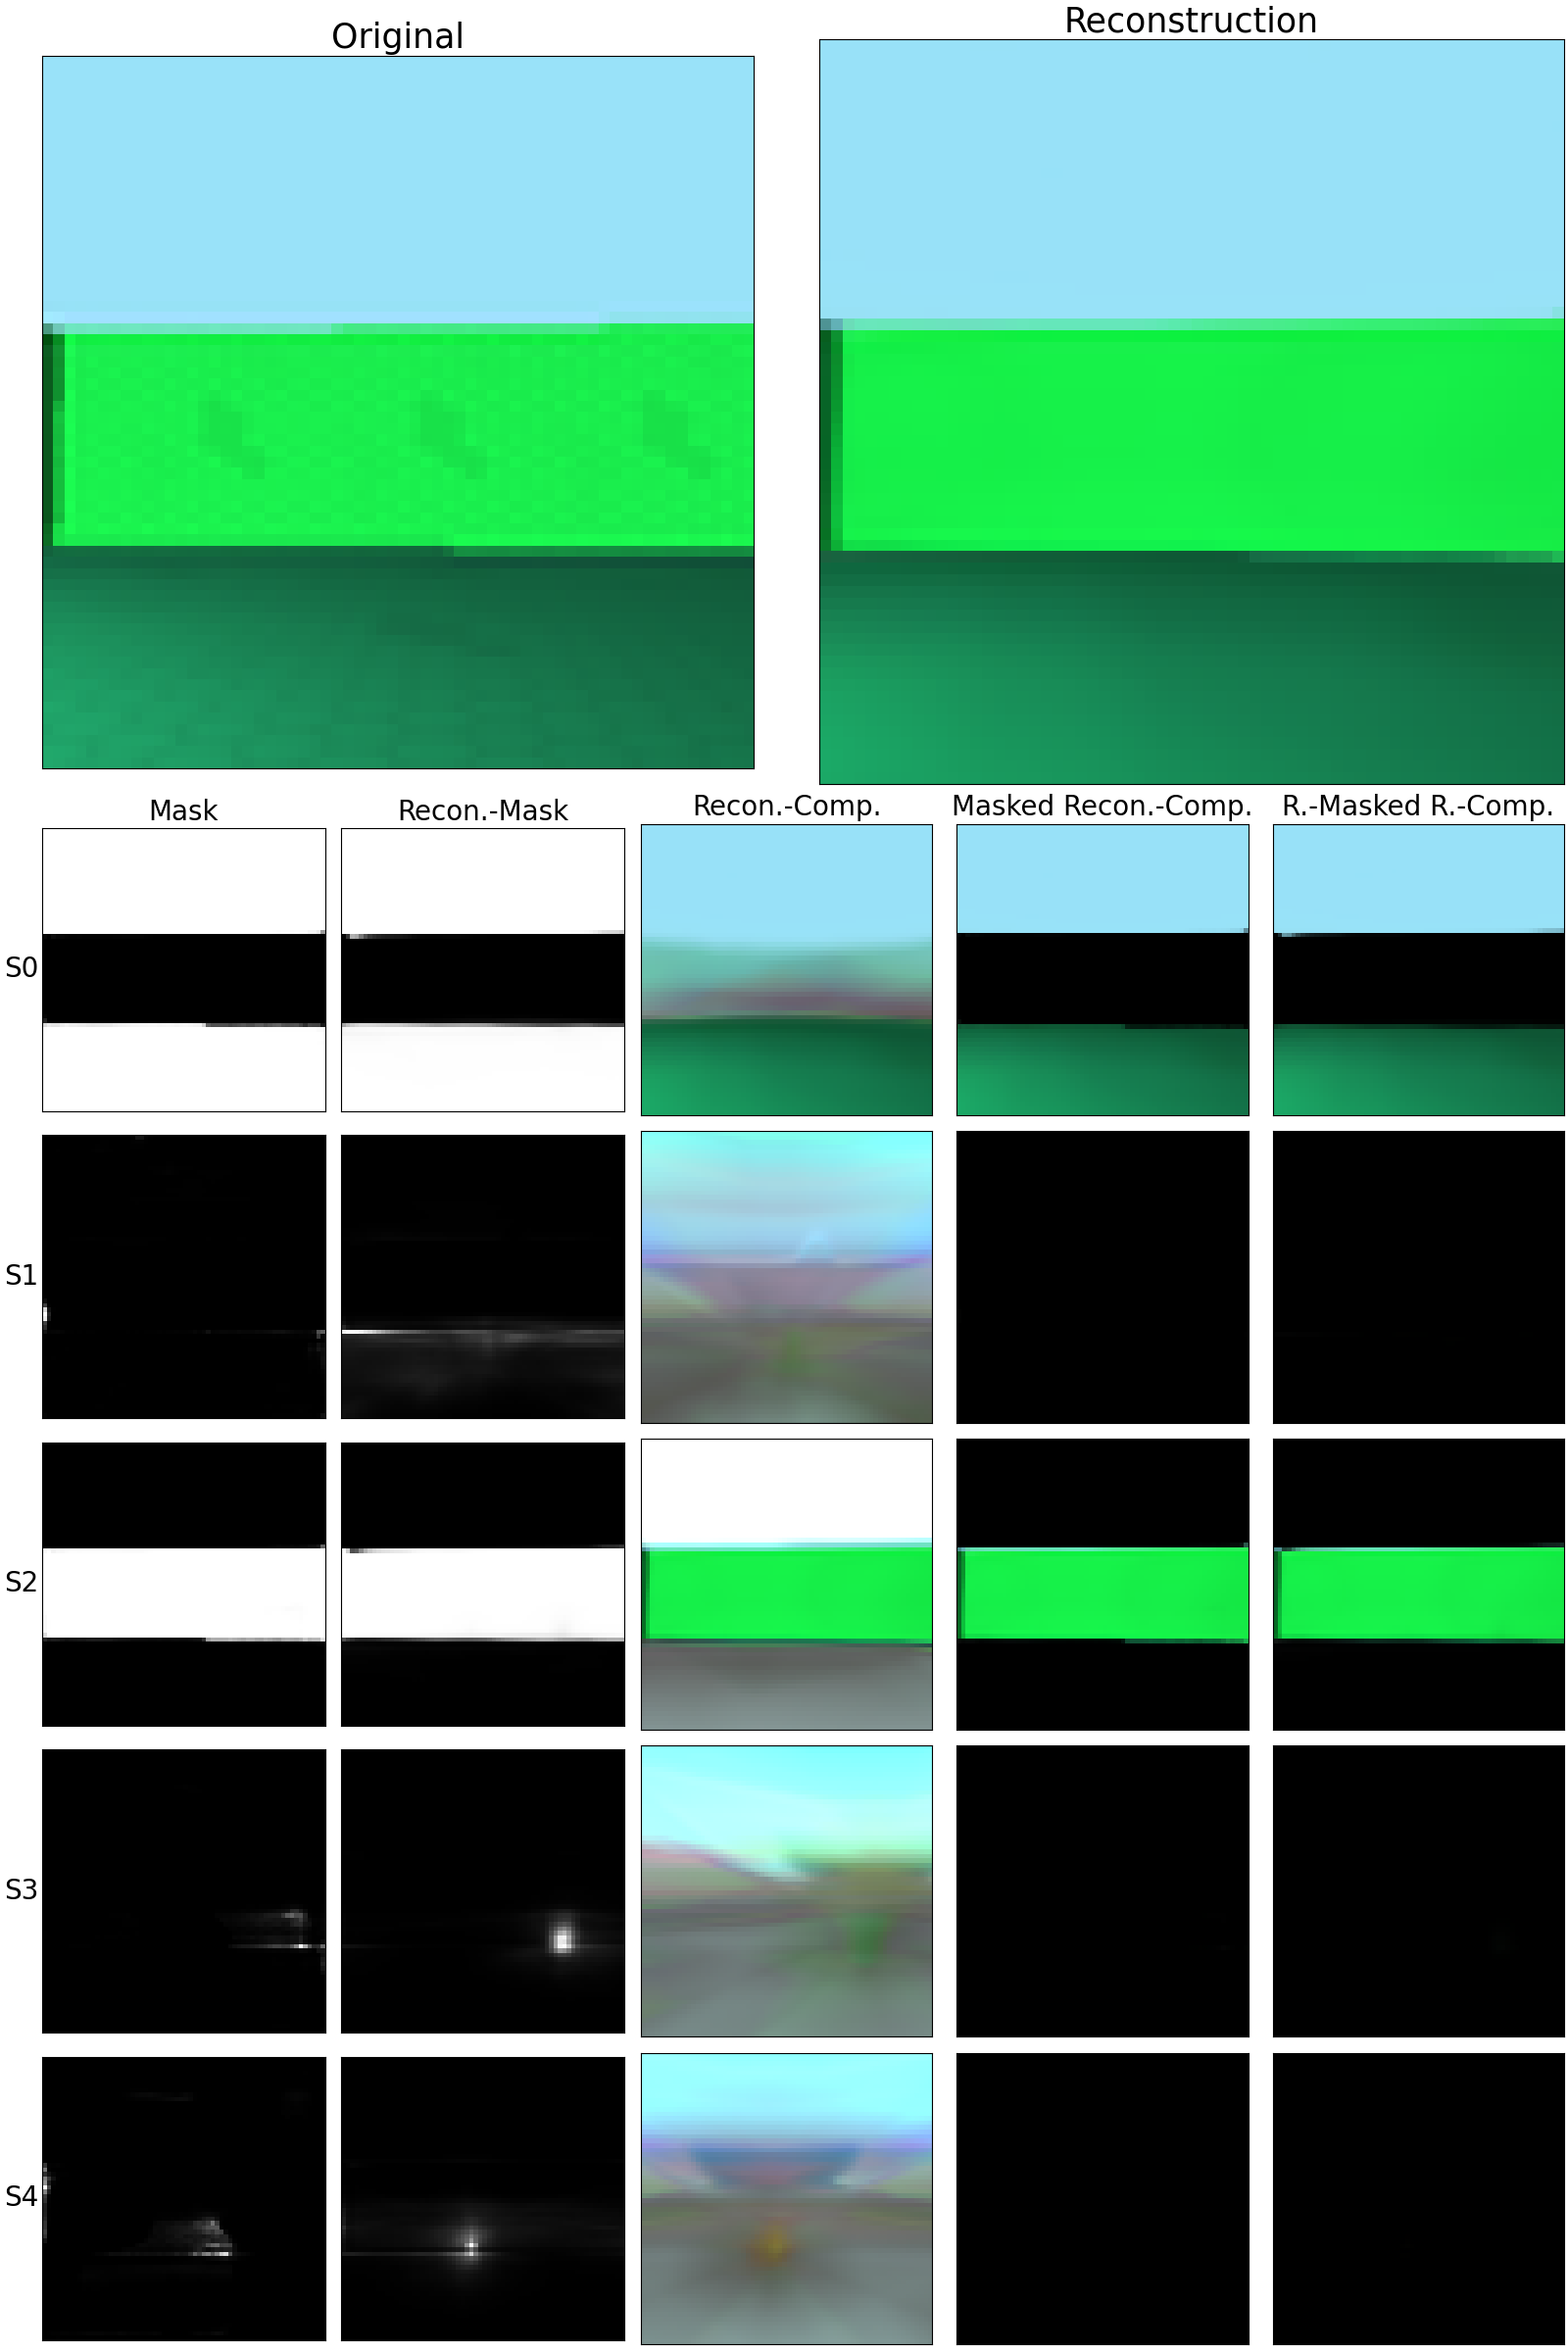 Original
Reconstruction
Mask
Recon.-Mask
Recon.-Comp.
Masked Recon.-Comp.
R.-Masked R.-Comp.
S0
S1
S2
S3
S4